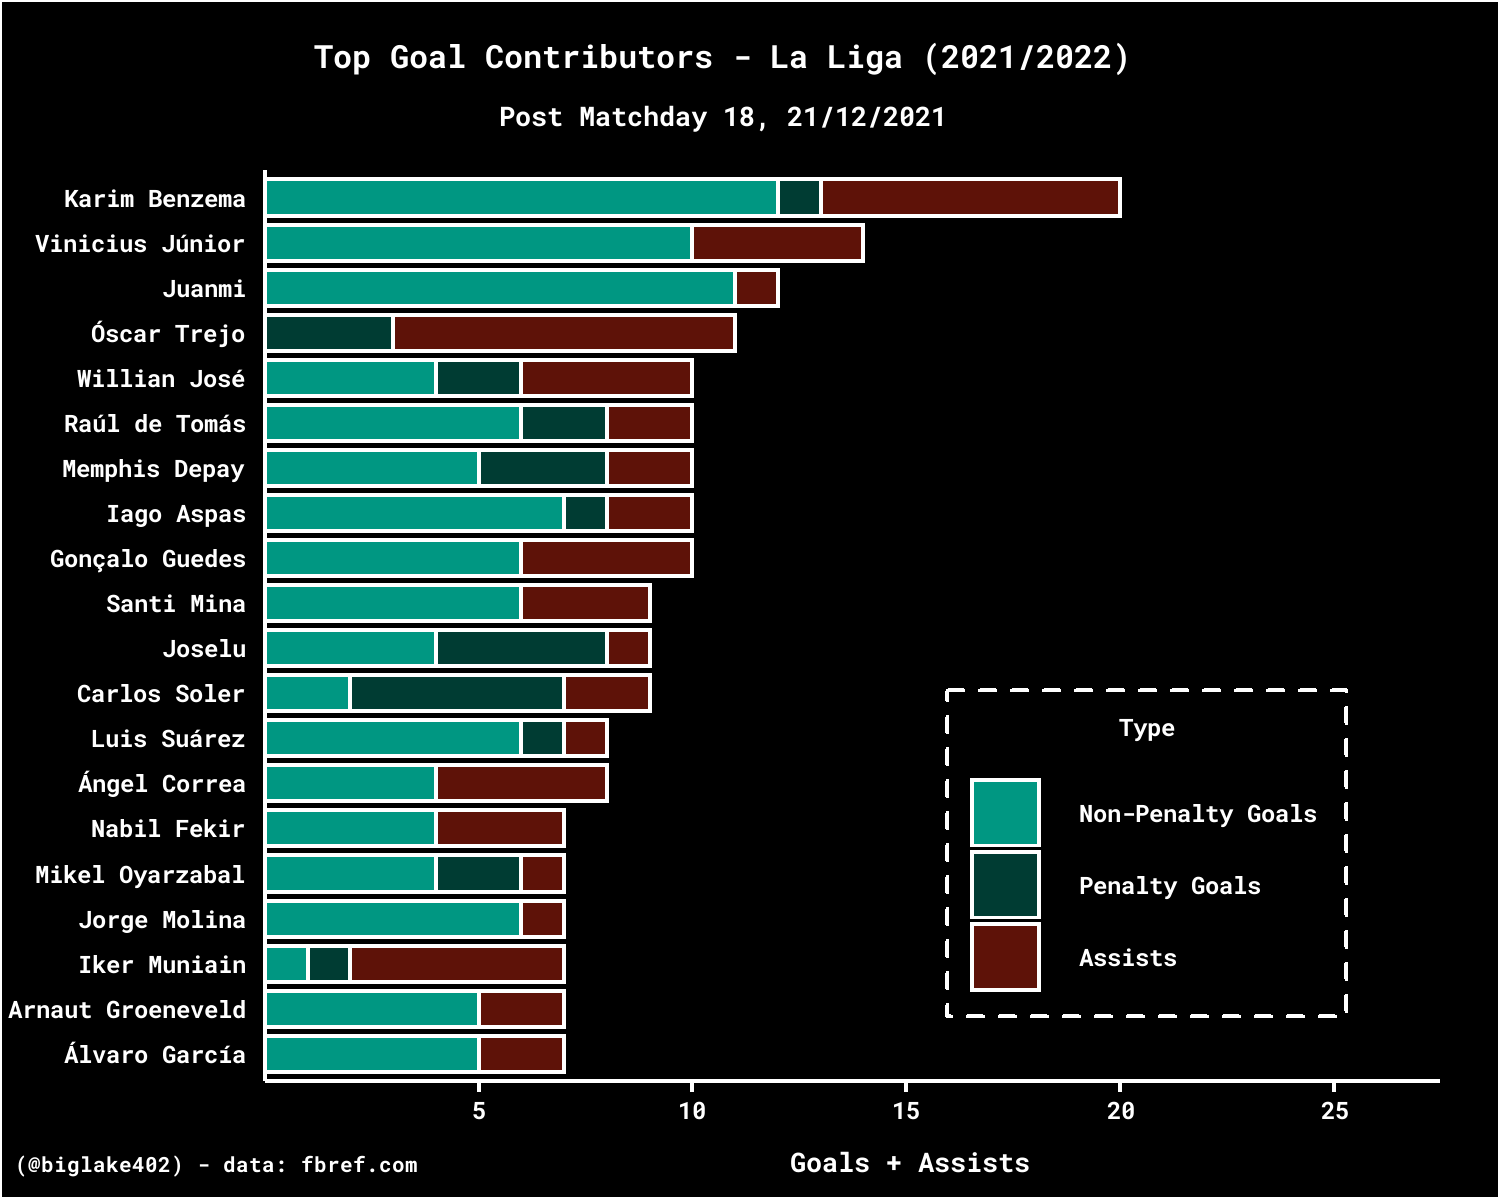 Top Goal Contributors - La Liga (2021/2022)
Post Matchday 18, 21/12/2021
Karim Benzema
Vinicius Júnior
Juanmi
Óscar Trejo
Willian José
Raúl de Tomás
Memphis Depay
Iago Aspas
Gonçalo Guedes
Santi Mina
Joselu
Carlos Soler
Luis Suárez
Ángel Correa
Nabil Fekir
Mikel Oyarzabal
Jorge Molina
Iker Muniain
Arnaut Groeneveld
Álvaro García
Type
Non-Penalty Goals
Penalty Goals
Assists
5 10 15 20 25
Goals + Assists
(@biglake402) - data: fbref.com